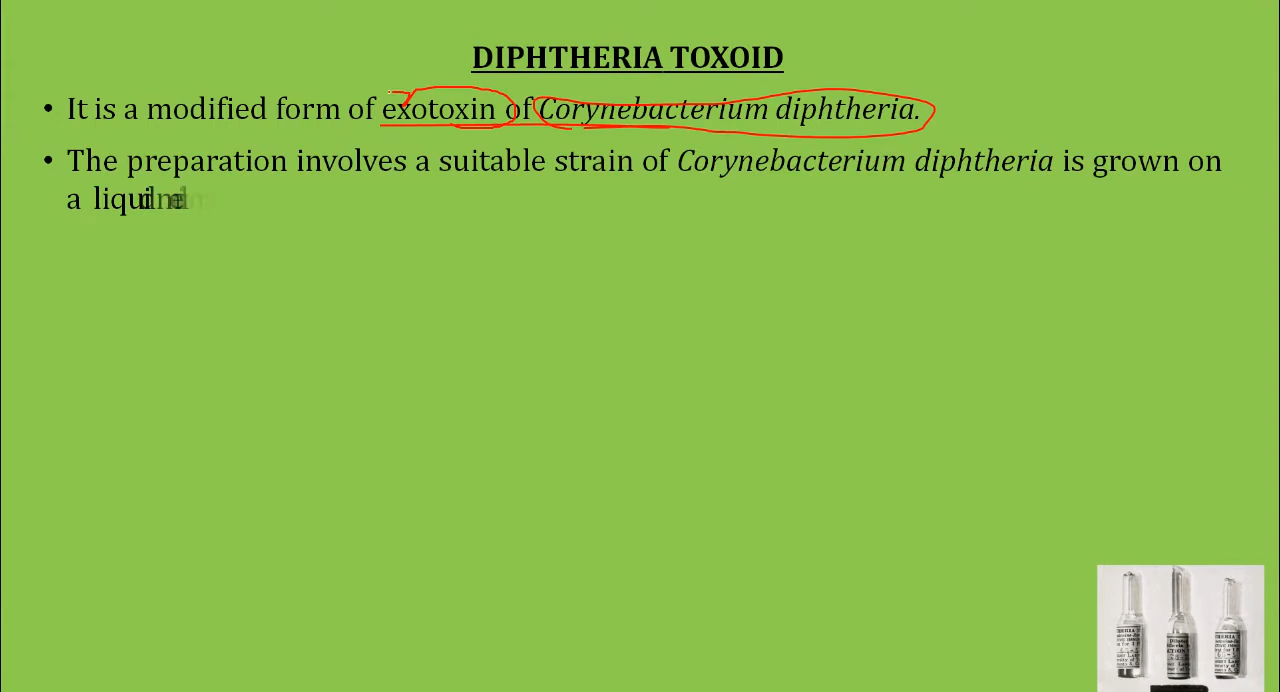 DIPHTHERIA TOXOID
• It is a modified form of exotoxin of Corynebacterium diphtheria.
• The preparation involves a suitable strain of Corynebacterium diphtheria is grown on
a